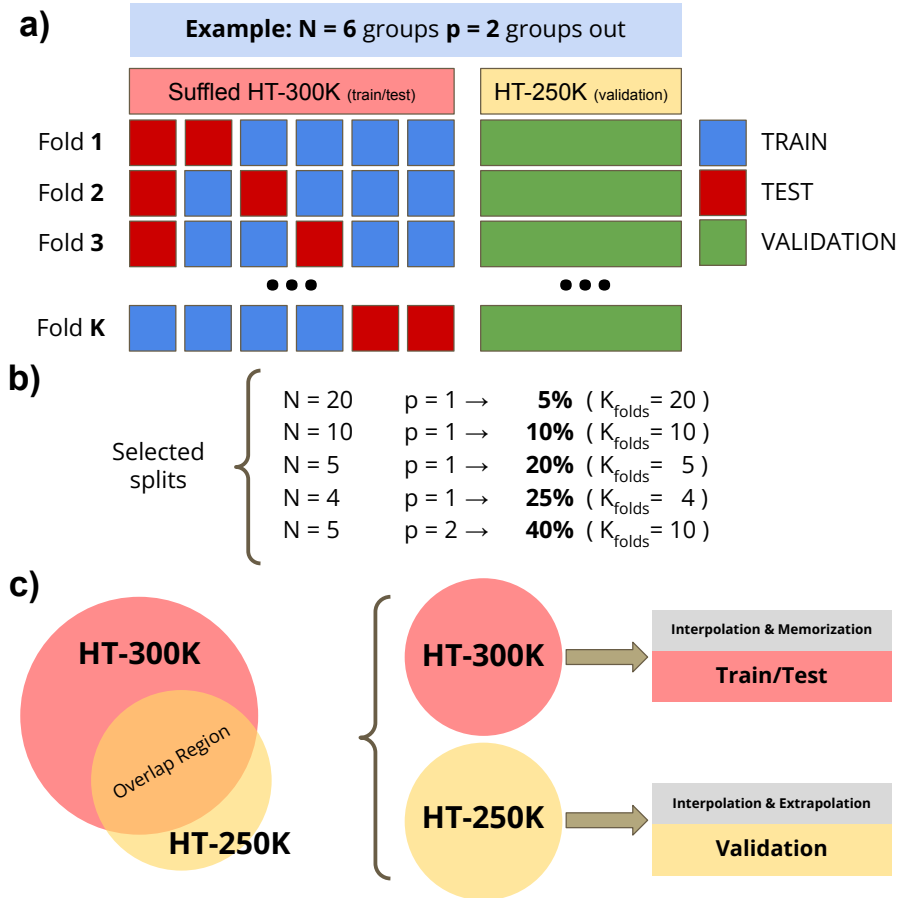 a)
Example: N = 6 groups p = 2 groups out
Suffled HT-300K (train/test)
HT-250K (validation)
Fold 1
TRAIN
Fold 2
TEST
Fold 3
VALIDATION
Fold K
b)
Selected
splits
N = 20 p = 1 → 5% ( Kfolds= 20 )
N = 10 p = 1 → 10% ( Kfolds= 10 )
N = 5 p = 1 → 20% ( Kfolds= 5 )
N = 4 p = 1 → 25% ( Kfolds= 4 )
N = 5 p = 2 → 40% ( Kfolds= 10 )
c)
HT-300K
Overlap Region
HT-250K
HT-300K
Interpolation & Memorization
Train/Test
HT-250K
Interpolation & Extrapolation
Validation